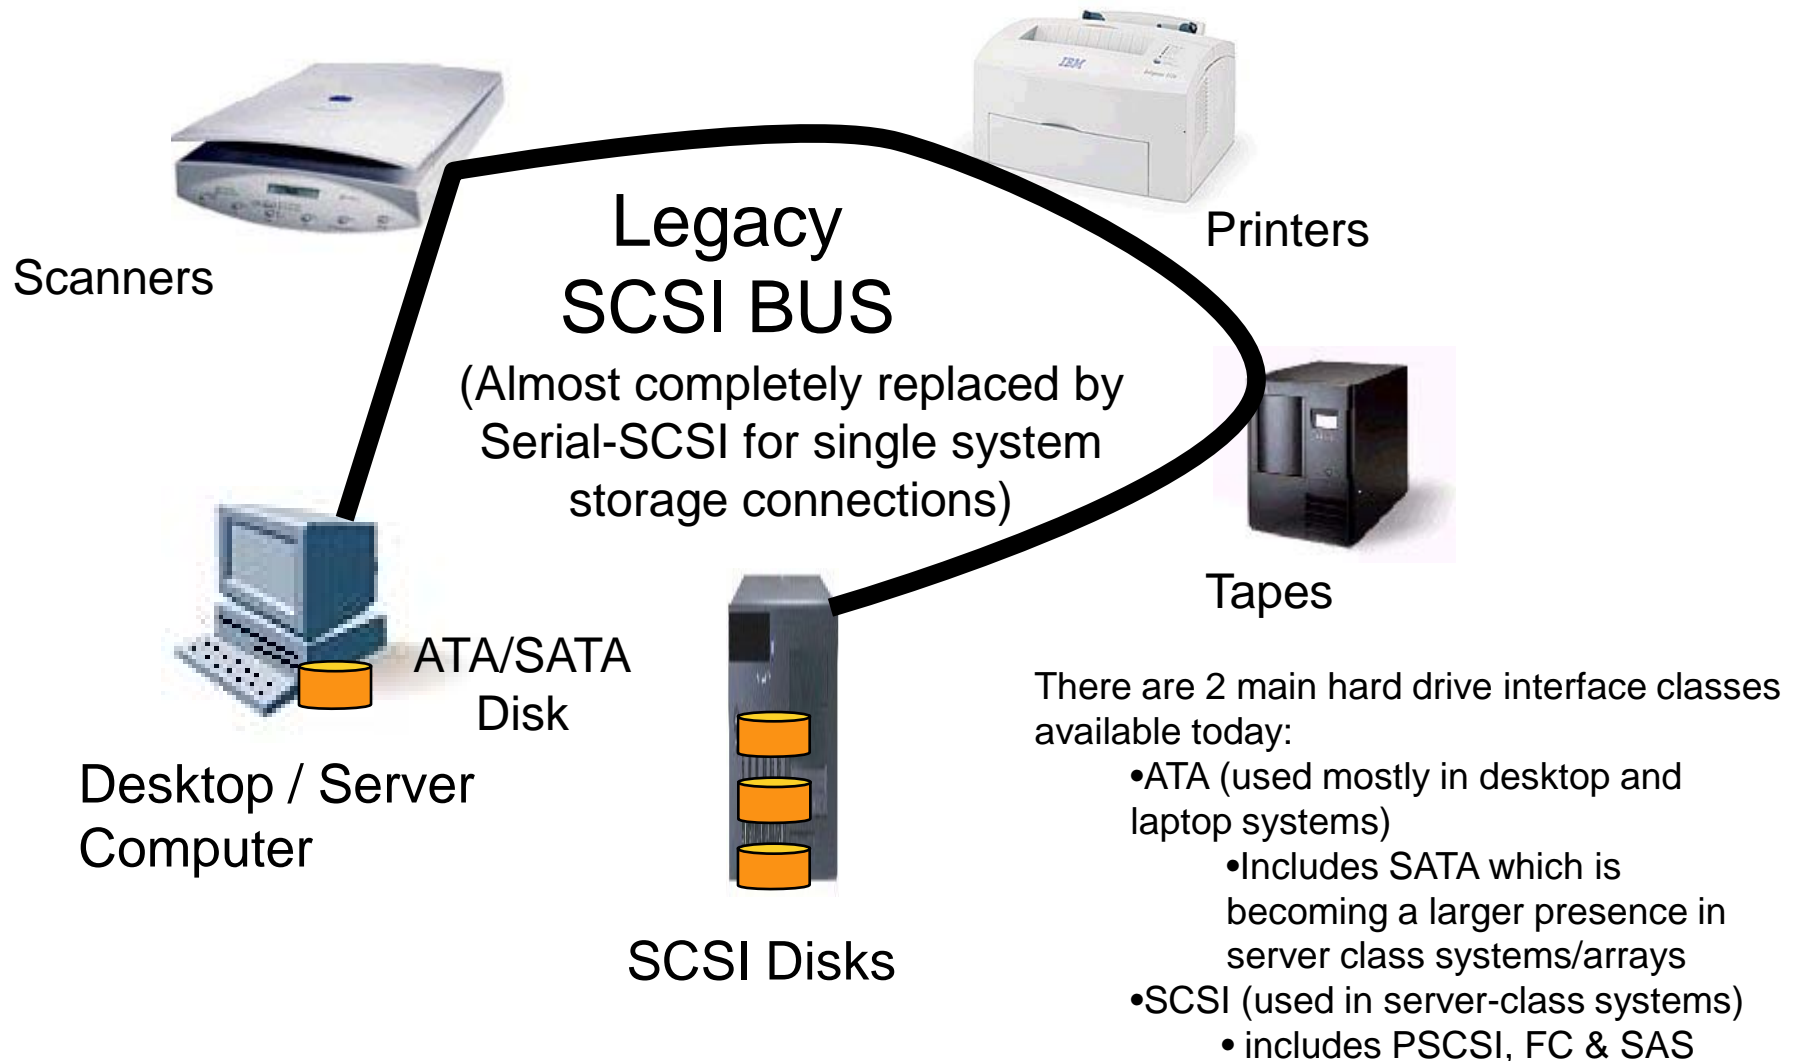 IBM
Printers
Scanners
Legacy
SCSI BUS
(Almost completely replaced by
Serial-SCSI for single system
storage connections)
Tapes
ATA/SATA
Disk
Desktop / Server
Computer
SCSI Disks
There are 2 main hard drive interface classes
available today:
•ATA (used mostly in desktop and
laptop systems)
•Includes SATA which is
becoming a larger presence in
server class systems/arrays
•SCSI (used in server-class systems)
• includes PSCSI, FC & SAS